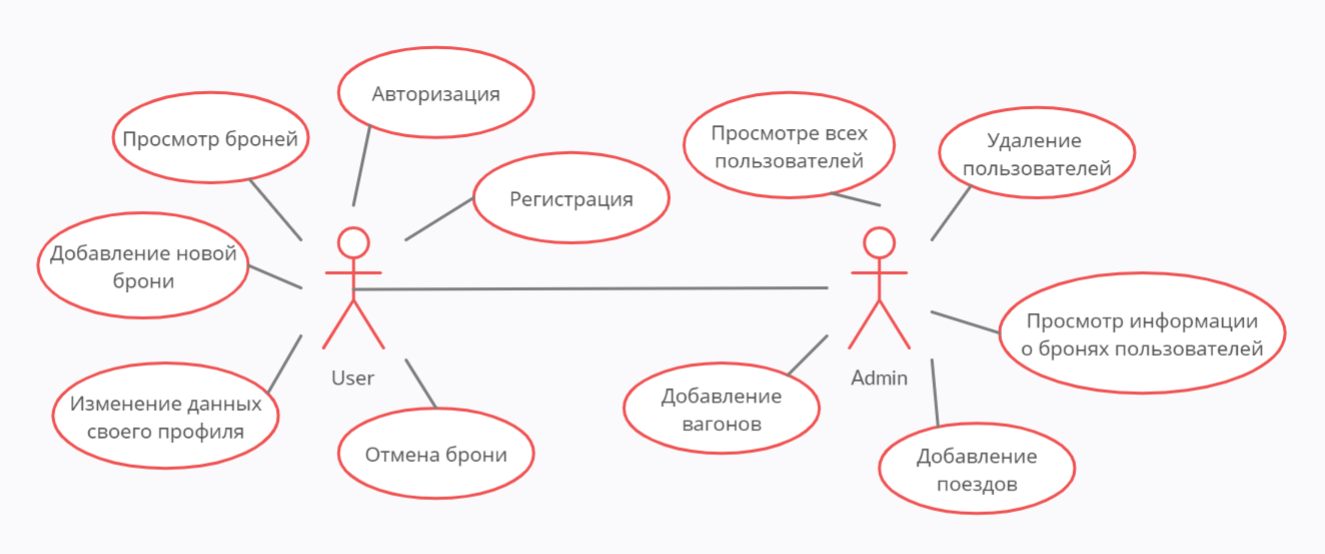 Авторизация
Просмотр броней
Регистрация
Добавление новой
брони
Изменение данных
своего профиля
User
Отмена брони
Просмотре всех
пользователей
Удаление
пользователей
Просмотр информации
о бронях пользователей
Admin
Добавление
вагонов
Добавление
поездов